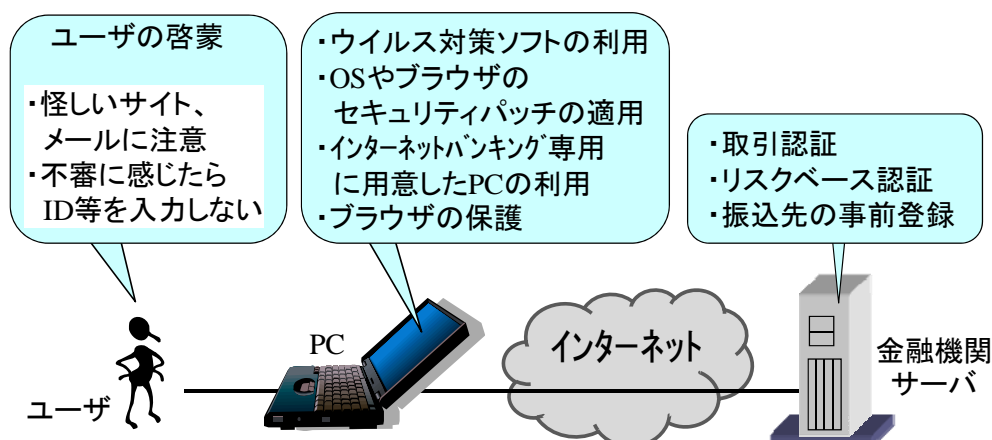 ユーザの啓蒙
・怪しいサイト、
メールに注意
・不審に感じたら
ID等を入力しない
・ウイルス対策ソフトの利用
・OSやブラウザの
セキュリティパッチの適用
・インターネットバンキング専用
に用意したPCの利用
・ブラウザの保護
・取引認証
・リスクベース認証
・振込先の事前登録
ユーザ
PC
インターネット
金融機関
サーバ